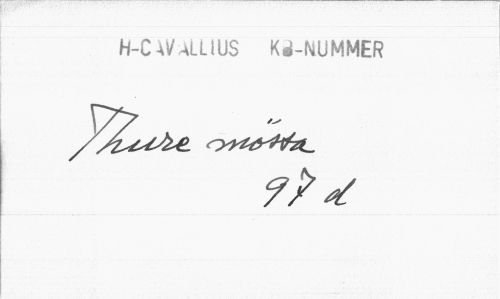 H-CAVALLIUS KB-NUMMER
Thure mössa
97 d